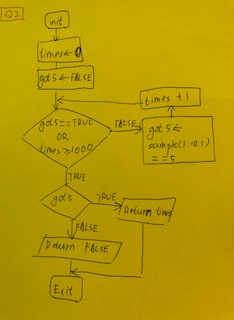 Q2
init
times ← 0
got5 ← FALSE
got5==TRUE
OR
times ≥1000
FALSE
times +1
got5 ←
sample(1:10,1)
==5
TRUE
got5
TRUE
Return times
FALSE
Return FALSE
Exit